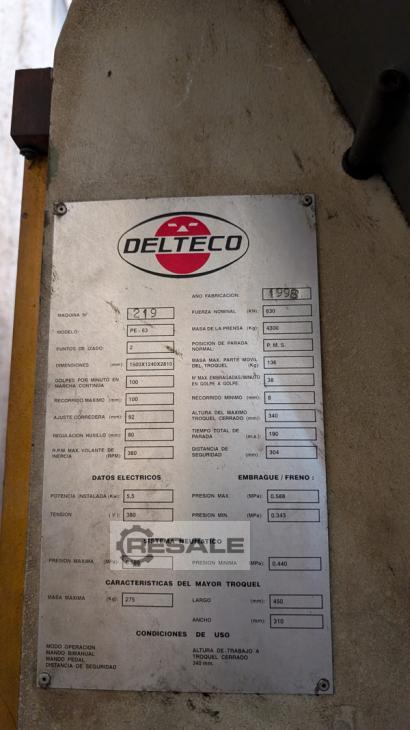 DELTECO
AÑO FABRICACION: 1998
MAQUINA Nº 219 FUERZA NOMINAL (KN): 630
MODELO: PE - 63 MASA DE LA PRENSA (Kg): 4300
PUNTOS DE IZADO: 2 POSICION DE PARADA NORMAL: P. M. S.
DIMENSIONES (mm): 1500X1240X2810 MASA MAX. PARTE MOVIL DEL TROQUEL (Kg): 136
GOLPES POR MINUTO EN MARCHA CONTINUA 100 Nº MAX EMBRAGADAS/MINUTO EN GOLPE A GOLPE: 38
RECORRIDO MAXIMO (mm): 100 RECORRIDO MINIMO (mm): 8
AJUSTE CORREDERA (mm): 92 ALTURA DEL MAXIMO TROQUEL CERRADO (mm): 340
REGULACION HUSILLO (mm): 80 TIEMPO TOTAL DE PARADA (m.s.): 190
R.P.M. MAX. VOLANTE DE INERCIA (RPM) 360 DISTANCIA DE SEGURIDAD (mm) 304
DATOS ELECTRICOS EMBRAGUE / FRENO :
POTENCIA INSTALADA (Kw): 5,5 PRESION MAX. (MPa): 0.568
TENSION (V): 380 PRESION MIN. (MPa): 0.343
SISTEMA NEUMATICO
RESALE
PRESION MAXIMA (MPa) PRESION MINIMA (MPa): 0.440
CARACTERISTICAS DEL MAYOR TROQUEL
MASA MAXIMA (Kg): 275 LARGO (mm): 450
ANCHO (mm): 310
CONDICIONES DE USO
MODO OPERACION ALTURA DE TRABAJO A
MANDO BIMANUAL TROQUEL CERRADO
MANDO PEDAL 340 mm.
DISTANCIA DE SEGURIDAD